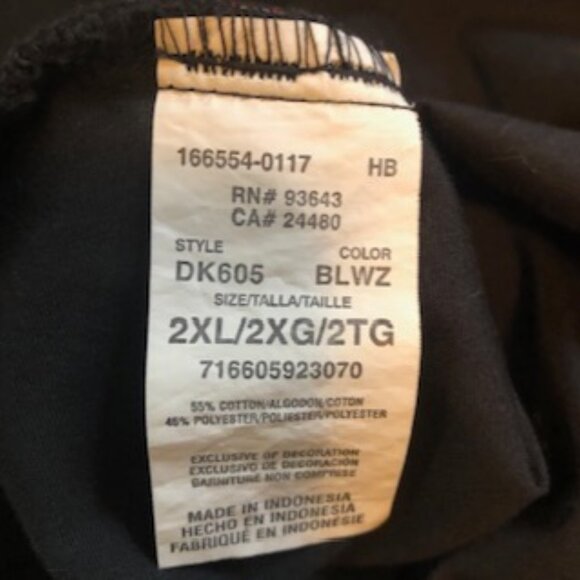 166554-0117 HB
RN# 93643
CA# 24480
STYLE COLOR
DK605 BLWZ
SIZE/TALLA/TAILLE
2XL/2XG/2TG
716605923070
55% COTTON/ALGODON/COTON
45% POLYESTER/POLIESTER/POLYESTER
EXCLUSIVE OF DECORATION
EXCLUSIVO DE DECORACIÓN
GARNITURE NON COMPRISE
MADE IN INDONESIA
HECHO EN INDONESIA
FABRIQUÉ EN INDONESIE